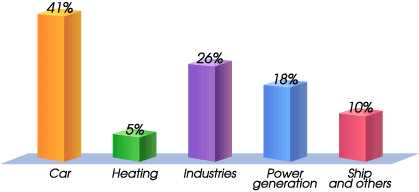 41%
5%
26%
18%
10%
Car
Heating
Industries
Power
generation
Ship
and others